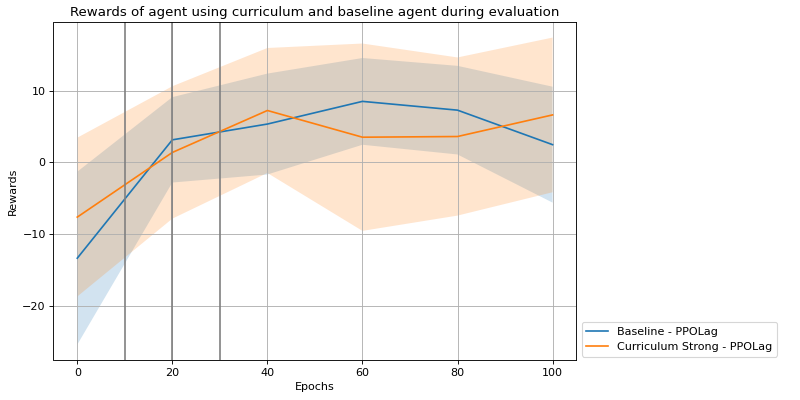 Rewards of agent using curriculum and baseline agent during evaluation
10
0
−10
−20
Rewards
0 20 40 60 80 100
Epochs
Baseline - PPOLag
Curriculum Strong - PPOLag